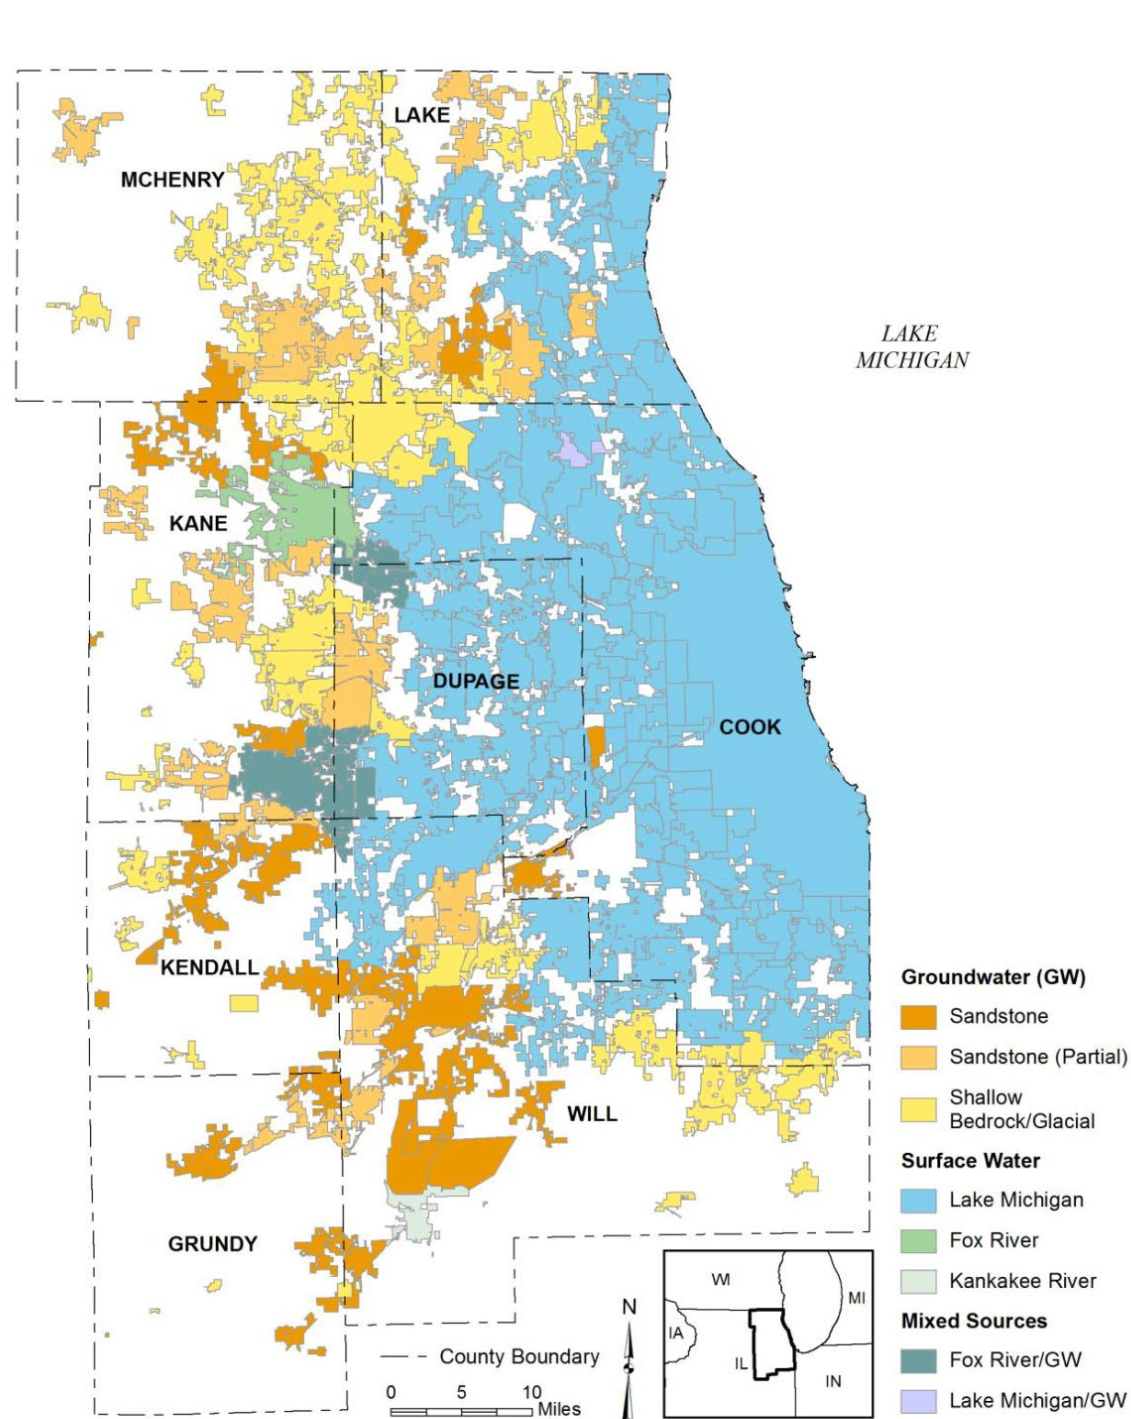 LAKE
MCHENRY
LAKE
MICHIGAN
KANE
DUPAGE
COOK
KENDALL
WILL
GRUNDY
Groundwater (GW)
Sandstone
Sandstone (Partial)
Shallow
Bedrock/Glacial
Surface Water
Lake Michigan
Fox River
Kankakee River
Mixed Sources
Fox River/GW
Lake Michigan/GW
County Boundary
0 5 10
Miles
N
WI
MI
IA
IL
IN